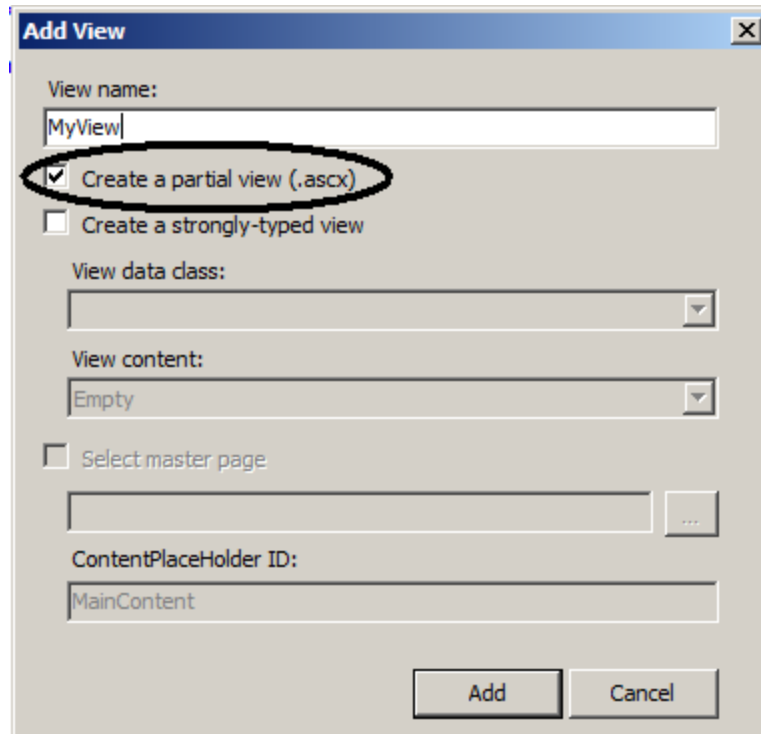 Add View
View name:
MyView
Create a partial view (.ascx)
Create a strongly-typed view
View data class:
View content:
Empty
Select master page
...
ContentPlaceHolder ID:
MainContent
Add Cancel